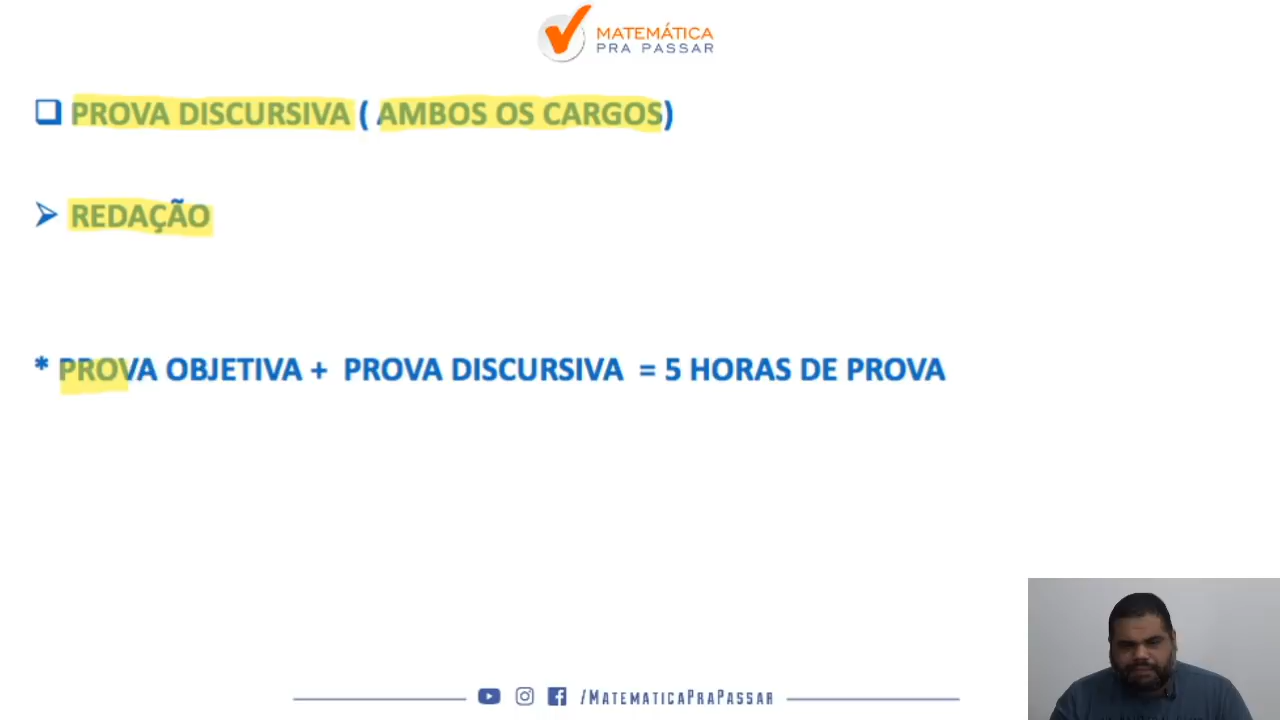 MATEMÁTICA
PRA PASSAR
PROVA DISCURSIVA ( AMBOS OS CARGOS)
REDAÇÃO
* PROVA OBJETIVA + PROVA DISCURSIVA = 5 HORAS DE PROVA
/MATEMATICAPRAPASSAR